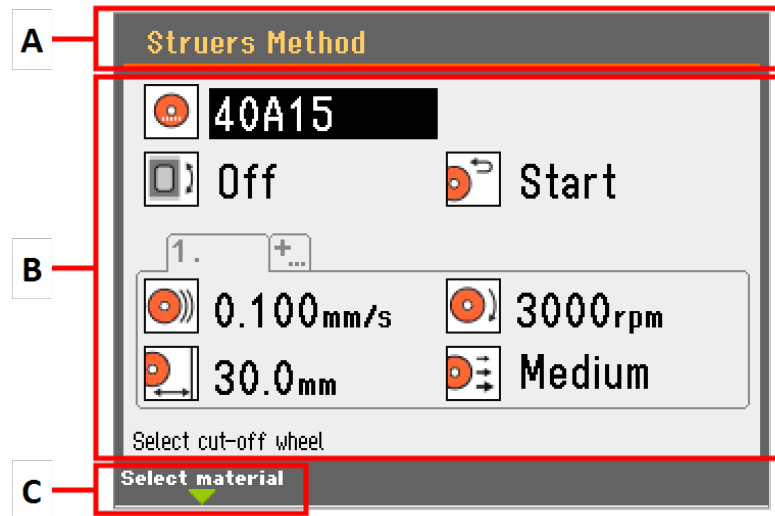 A
Struers Method
40A15
Off Start
B
1. +...
0.100mm/s 3000rpm
30.0mm Medium
Select cut-off wheel
C
Select material